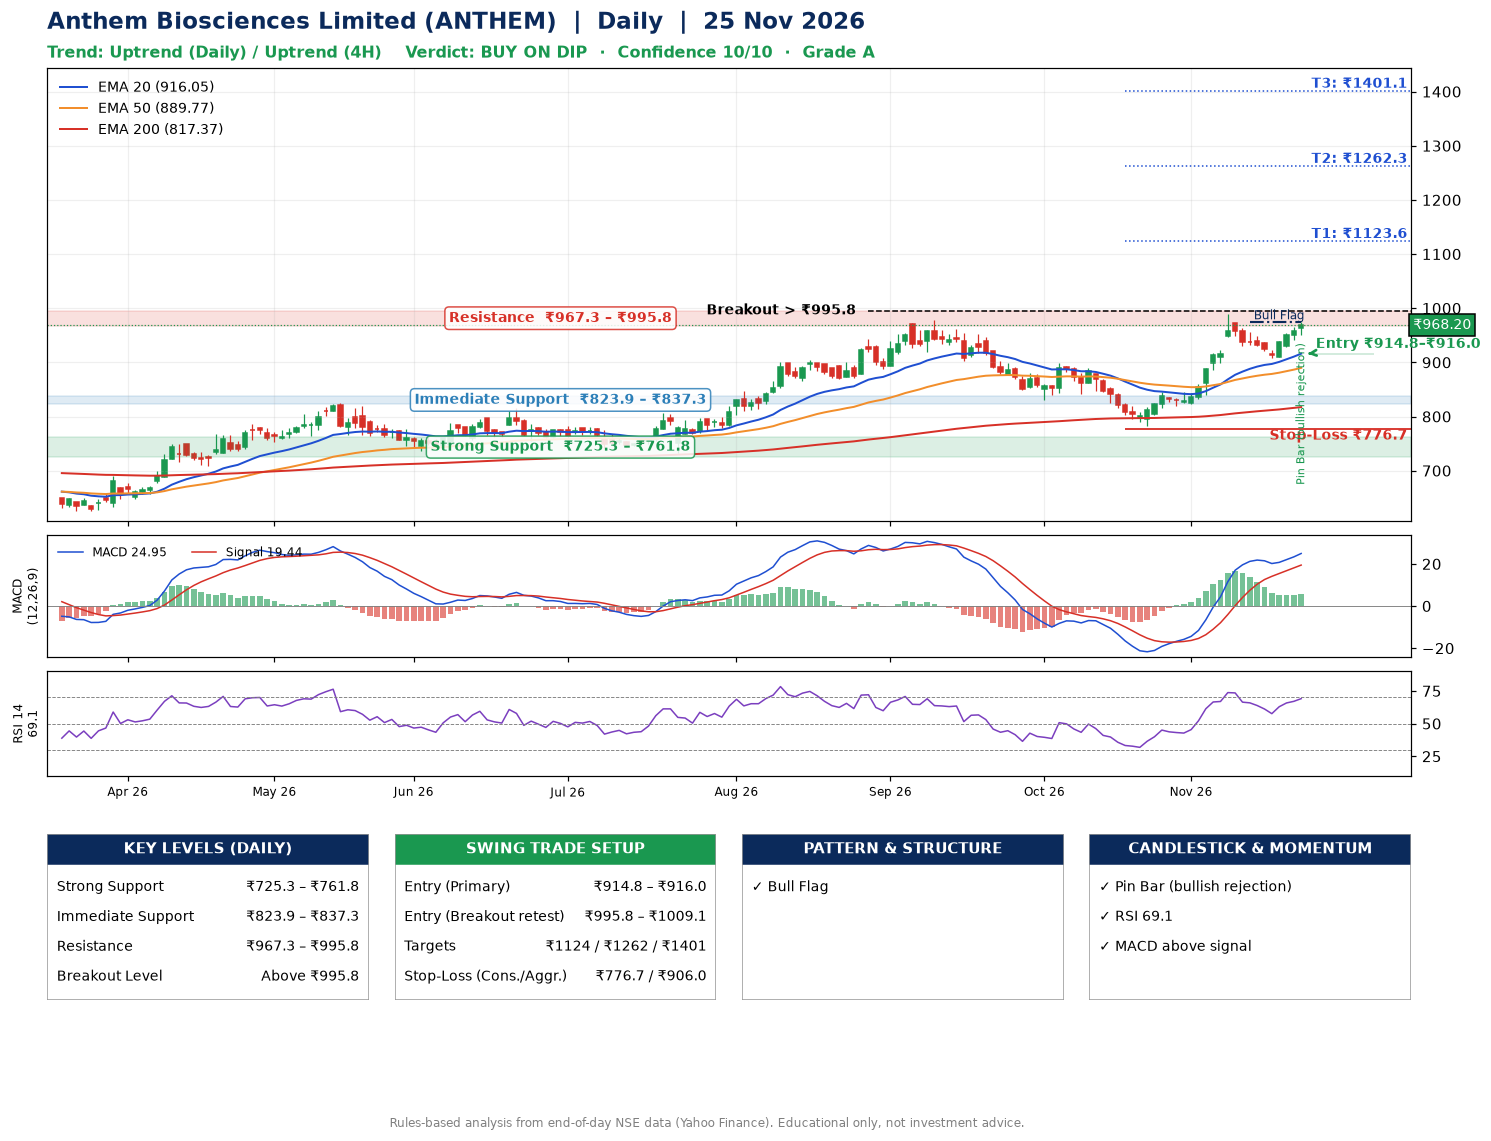 Anthem Biosciences Limited (ANTHEM) | Daily | 25 Nov 2026
Trend: Uptrend (Daily) / Uptrend (4H) Verdict: BUY ON DIP · Confidence 10/10 · Grade A
EMA 20 (916.05)
EMA 50 (889.77)
EMA 200 (817.37)
T3: ₹1401.1
T2: ₹1262.3
T1: ₹1123.6
Breakout > ₹995.8
Resistance ₹967.3 – ₹995.8
Bull Flag
₹968.20
Entry ₹914.8–₹916.0
Immediate Support ₹823.9 – ₹837.3
Stop-Loss ₹776.7
Strong Support ₹725.3 – ₹761.8
Pin Bar (bullish rejection)
1400
1300
1200
1100
1000
900
800
700
MACD (12,26,9)
MACD 24.95
Signal 19.44
20
0
−20
RSI 14
69.1
75
50
25
Apr 26 May 26 Jun 26 Jul 26 Aug 26 Sep 26 Oct 26 Nov 26
KEY LEVELS (DAILY)
Strong Support ₹725.3 – ₹761.8
Immediate Support ₹823.9 – ₹837.3
Resistance ₹967.3 – ₹995.8
Breakout Level Above ₹995.8
SWING TRADE SETUP
Entry (Primary) ₹914.8 – ₹916.0
Entry (Breakout retest) ₹995.8 – ₹1009.1
Targets ₹1124 / ₹1262 / ₹1401
Stop-Loss (Cons./Aggr.) ₹776.7 / ₹906.0
PATTERN & STRUCTURE
✓ Bull Flag
CANDLESTICK & MOMENTUM
✓ Pin Bar (bullish rejection)
✓ RSI 69.1
✓ MACD above signal
Rules-based analysis from end-of-day NSE data (Yahoo Finance). Educational only, not investment advice.